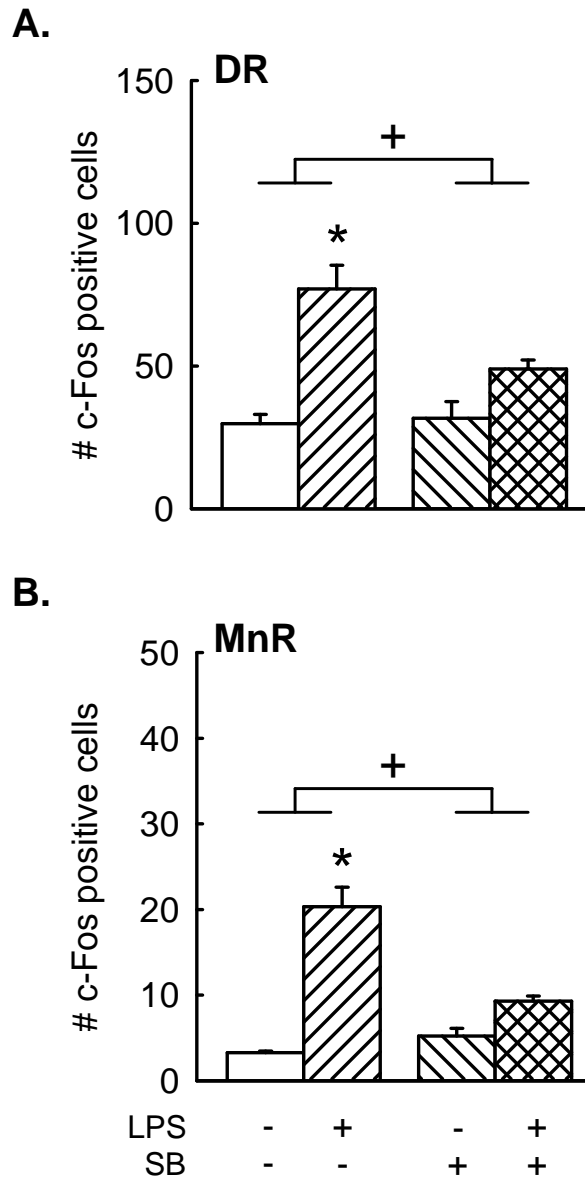 A.
DR
150
100
50
0
# c-Fos positive cells
+
*
B.
MnR
50
40
30
20
10
0
# c-Fos positive cells
+
*
LPS - + - +
SB - - + +